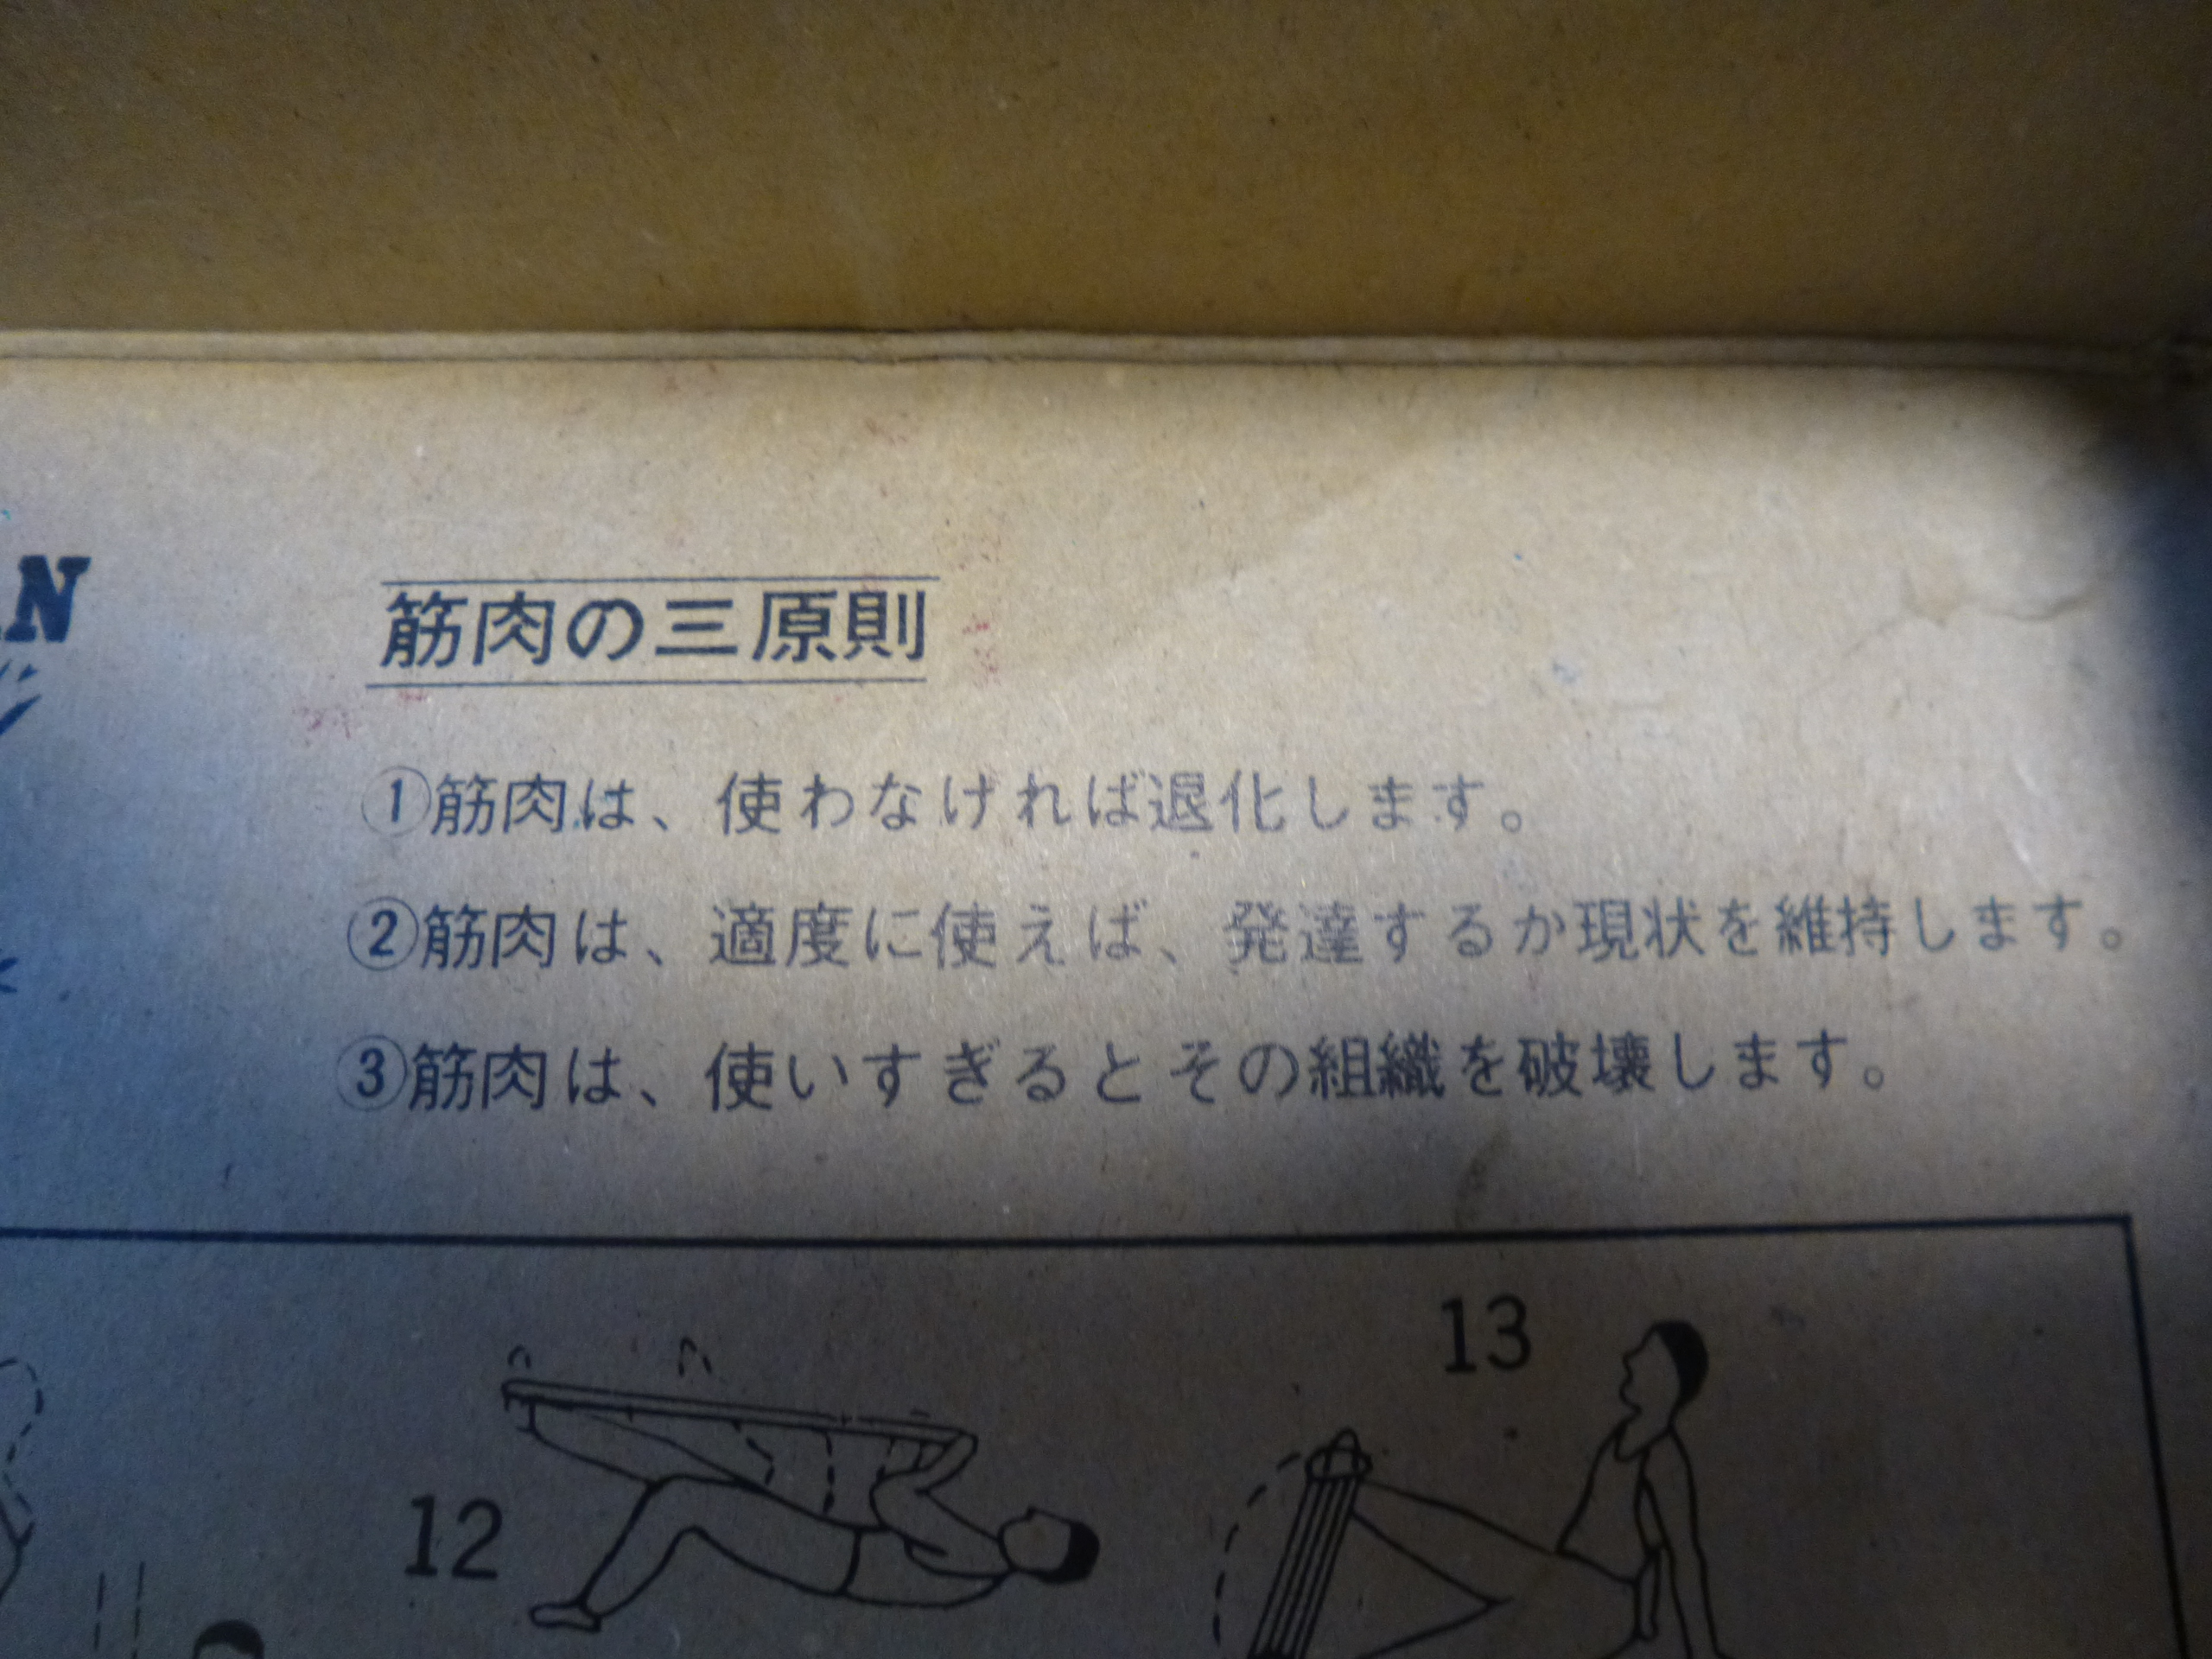 N
筋肉の三原則
①筋肉は、使わなければ退化します。
②筋肉は、適度に使えば、発達するか現状を維持します。
③筋肉は、使いすぎるとその組織を破壊します。
13
12